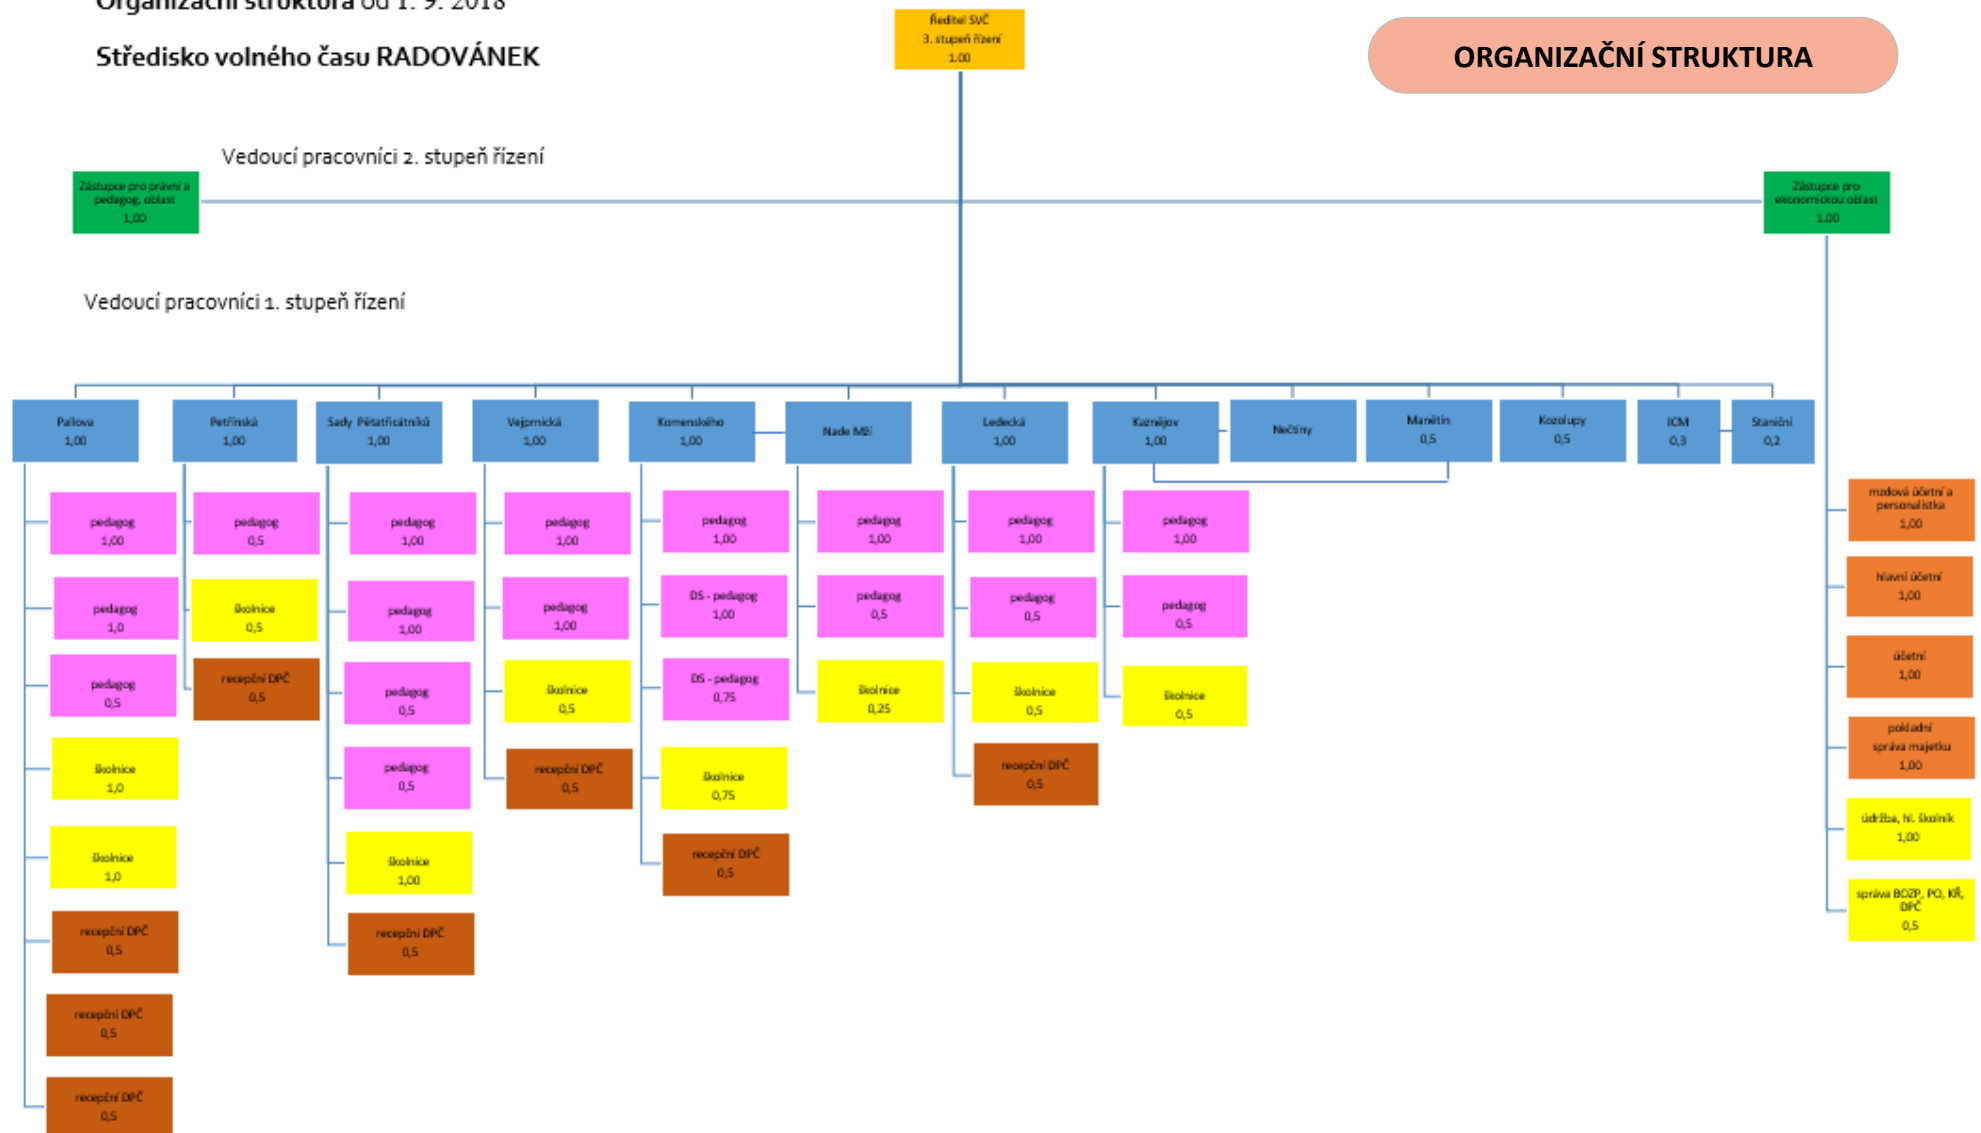 Organizační struktura od 1. 9. 2018
Středisko volného času RADOVÁNEK
Ředitel SVČ
3. stupeň řízení
1.00
ORGANIZAČNÍ STRUKTURA
Vedoucí pracovníci 2. stupeň řízení
Zástupce pro právní a
pedagog. oblast
1,00
Zástupce pro
ekonomickou oblast
1.00
Vedoucí pracovníci 1. stupeň řízení
Pallova
1,00
Petřínská
1,00
Sady Pětatřicátníků
1,00
Vejprnická
1,00
Komenského
1,00
Nade Mží
Ledecká
1,00
Kaznějov
1,00
Nečtiny
Manětín
0,5
Kozolupy
0,5
ICM
0,3
Staniční
0,2
pedagog
1,00
pedagog
1,0
pedagog
0,5
školnice
1,0
školnice
1,0
recepční DPČ
0,5
recepční DPČ
0,5
recepční DPČ
0,5
pedagog
0,5
školnice
0,5
recepční DPČ
0,5
pedagog
1,00
pedagog
1,00
pedagog
0,5
pedagog
0,5
školnice
1,00
recepční DPČ
0,5
pedagog
1,00
pedagog
1,00
školnice
0,5
recepční DPČ
0,5
pedagog
1,00
DS - pedagog
1,00
DS - pedagog
0,75
školnice
0,75
recepční DPČ
0,5
pedagog
1,00
pedagog
0,5
školnice
0,25
pedagog
1,00
pedagog
0,5
školnice
0,5
recepční DPČ
0,5
pedagog
1,00
pedagog
0,5
školnice
0,5
mzdová účetní a
personalistka
1,00
hlavní účetní
1,00
účetní
1,00
pokladní
správa majetku
1,00
údržba, hl. školník
1,00
správa BOZP, PO, KŘ,
DPČ
0,5